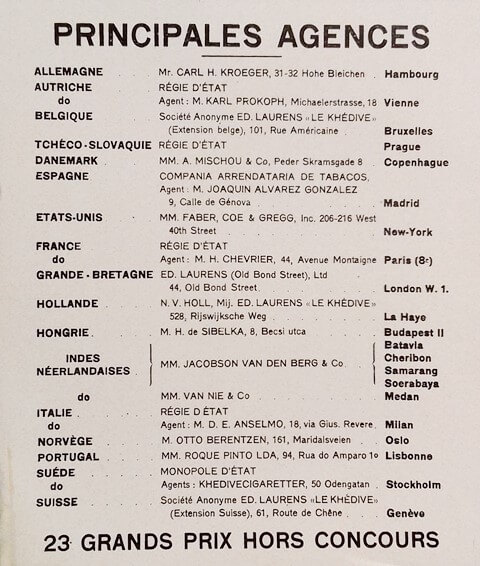 PRINCIPALES AGENCES
ALLEMAGNE . . . Mr. CARL H. KROEGER, 31-32 Hohe Bleichen . Hambourg
AUTRICHE . . . RÉGIE D'ÉTAT
do Agent : M. KARL PROKOPH, Michaelerstrasse, 18 Vienne
BELGIQUE . . . Société Anonyme ED. LAURENS «LE KHÉDIVE»
(Extension belge), 101, Rue Américaine . Bruxelles
TCHÉCO-SLOVAQUIE RÉGIE D'ÉTAT . . . Prague
DANEMARK . . . MM. A. MISCHOU & Co, Peder Skramsgade 8 . Copenhague
ESPAGNE . . . COMPANIA ARRENDATARIA DE TABACOS,
Agent : M. JOAQUIN ALVAREZ GONZALEZ
9, Calle de Génova . . . Madrid
ETATS-UNIS . . . MM. FABER, COE & GREGG, Inc. 206-216 West
40th Street . . . New-York
FRANCE . . . RÉGIE D'ÉTAT
do Agent : M. H. CHEVRIER, 44, Avenue Montaigne Paris (8e)
GRANDE-BRETAGNE ED. LAURENS (Old Bond Street), Ltd .
44, Old Bond Street . . . London W. 1.
HOLLANDE . . . N. V. HOLL, Mij. ED. LAURENS «LE KHÉDIVE»
528, Rijswijksche Weg . . . La Haye
HONGRIE . . . M. H. de SIBELKA, 8, Becsi utca . . . Budapest II
INDES NÉERLANDAISES . MM. JACOBSON VAN DEN BERG & Co . Batavia
Cheribon
Samarang
Soerabaya
do MM. VAN NIE & Co . . . Medan
ITALIE . . . RÉGIE D ÉTAT
do Agent : M. D. E. ANSELMO, 18, via Gius. Revere . Milan
NORVÈGE . . . M. OTTO BERENTZEN, 161, Maridalsveien . Oslo
PORTUGAL . . . MM. ROQUE PINTO LDA, 94, Rua do Amparo 1o Lisbonne
SUÉDE . . . MONOPOLE D'ÉTAT
do Agents : KHEDIVECIGARETTER, 50 Odengatan . Stockholm
SUISSE . . . Société Anonyme ED. LAURENS «LE KHÈDIVE»
(Extension Suisse), 61, Route de Chêne . . Genève
23 GRANDS PRIX HORS CONCOURS